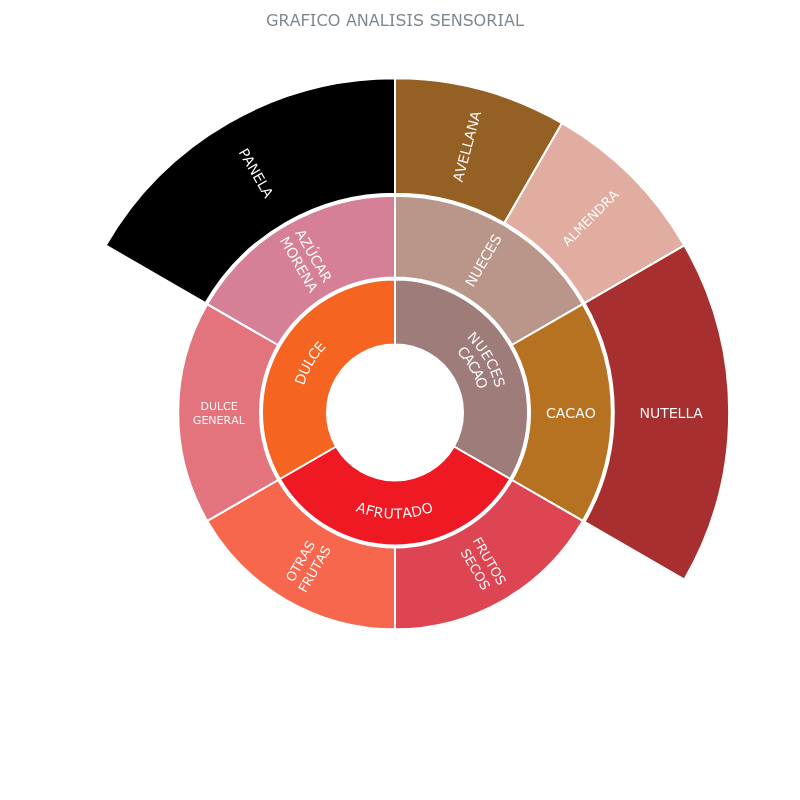 GRAFICO ANALISIS SENSORIAL
PANELA
AVELLANA
ALMENDRA
NUTELLA
AZÚCAR
MORENA
NUECES
CACAO
FRUTOS
SECOS
OTRAS
FRUTAS
DULCE
GENERAL
DULCE
NUECES
CACAO
AFRUTADO